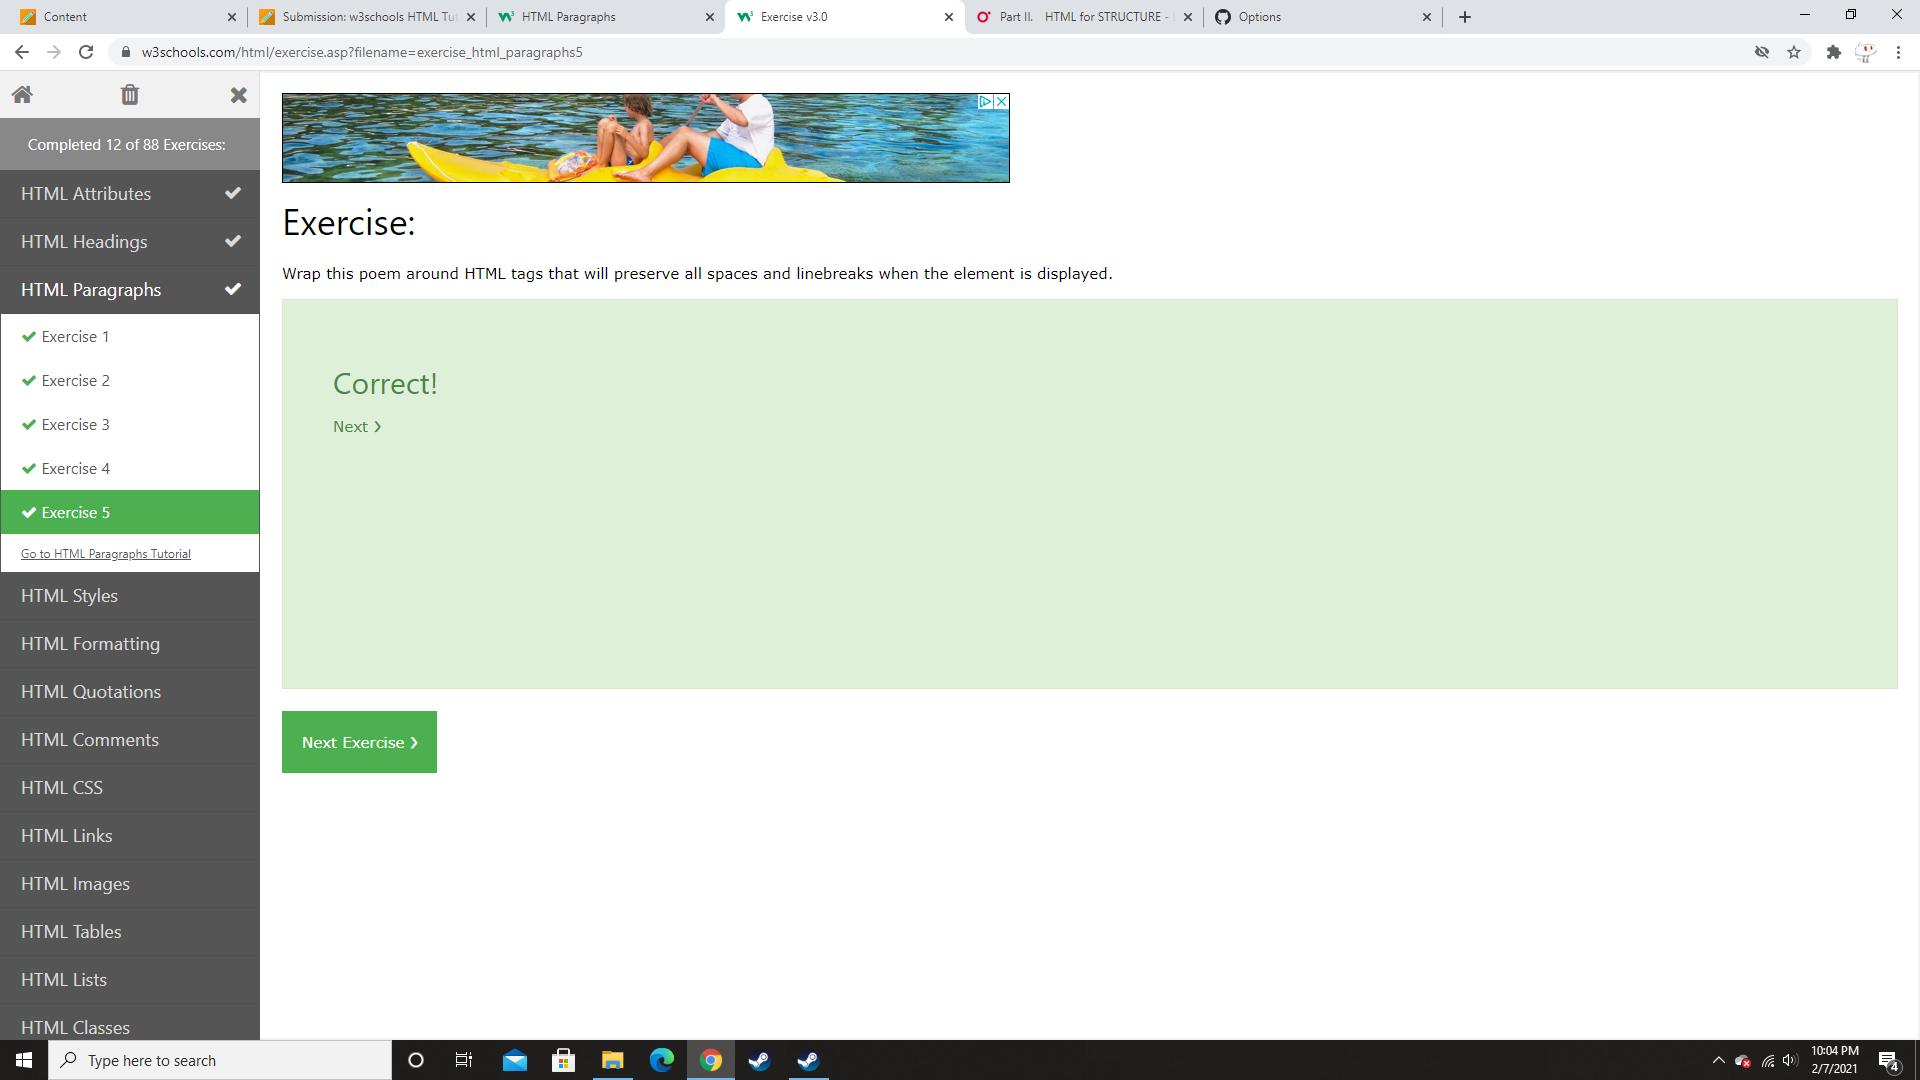 Content
Submission: w3schools HTML Tut
HTML Paragraphs
Exercise v3.0
Part II. HTML for STRUCTURE -
Options
w3schools.com/html/exercise.asp?filename=exercise_html_paragraphs5
Completed 12 of 88 Exercises:
HTML Attributes
HTML Headings
HTML Paragraphs
Exercise 1
Exercise 2
Exercise 3
Exercise 4
Exercise 5
Go to HTML Paragraphs Tutorial
HTML Styles
HTML Formatting
HTML Quotations
HTML Comments
HTML CSS
HTML Links
HTML Images
HTML Tables
HTML Lists
HTML Classes
Exercise:
Wrap this poem around HTML tags that will preserve all spaces and linebreaks when the element is displayed.
Correct!
Next ❯
Next Exercise ❯
Type here to search
10:04 PM
2/7/2021
4